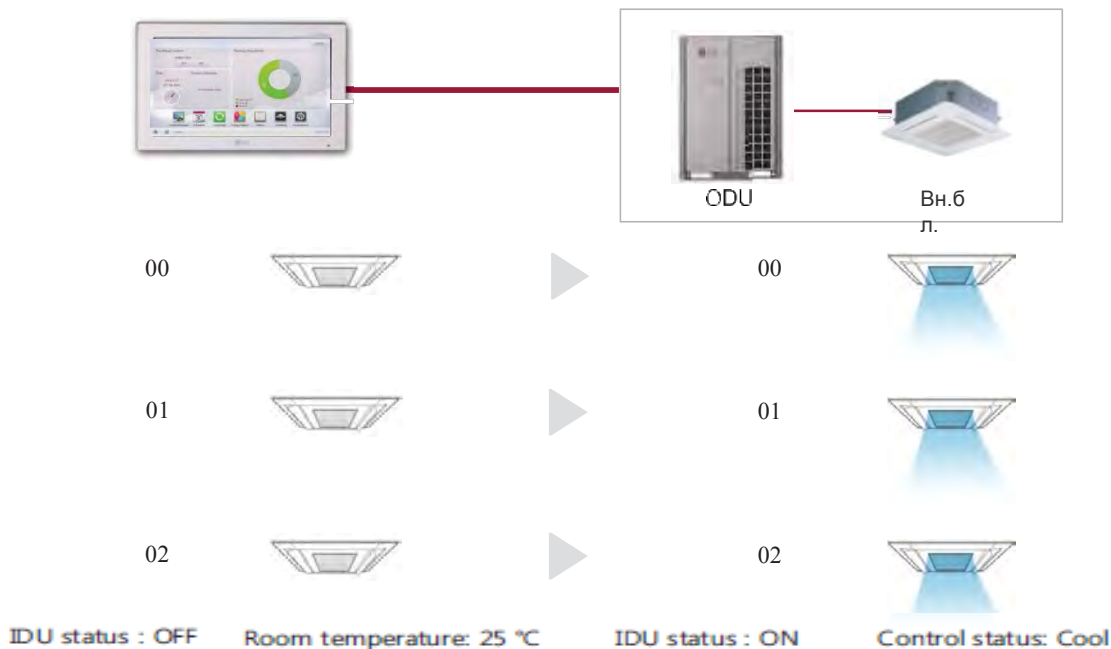 ODU
Вн.б
л.
00
00
01
01
02
02
IDU status : OFF
Room temperature: 25 °C
IDU status : ON
Control status: Cool